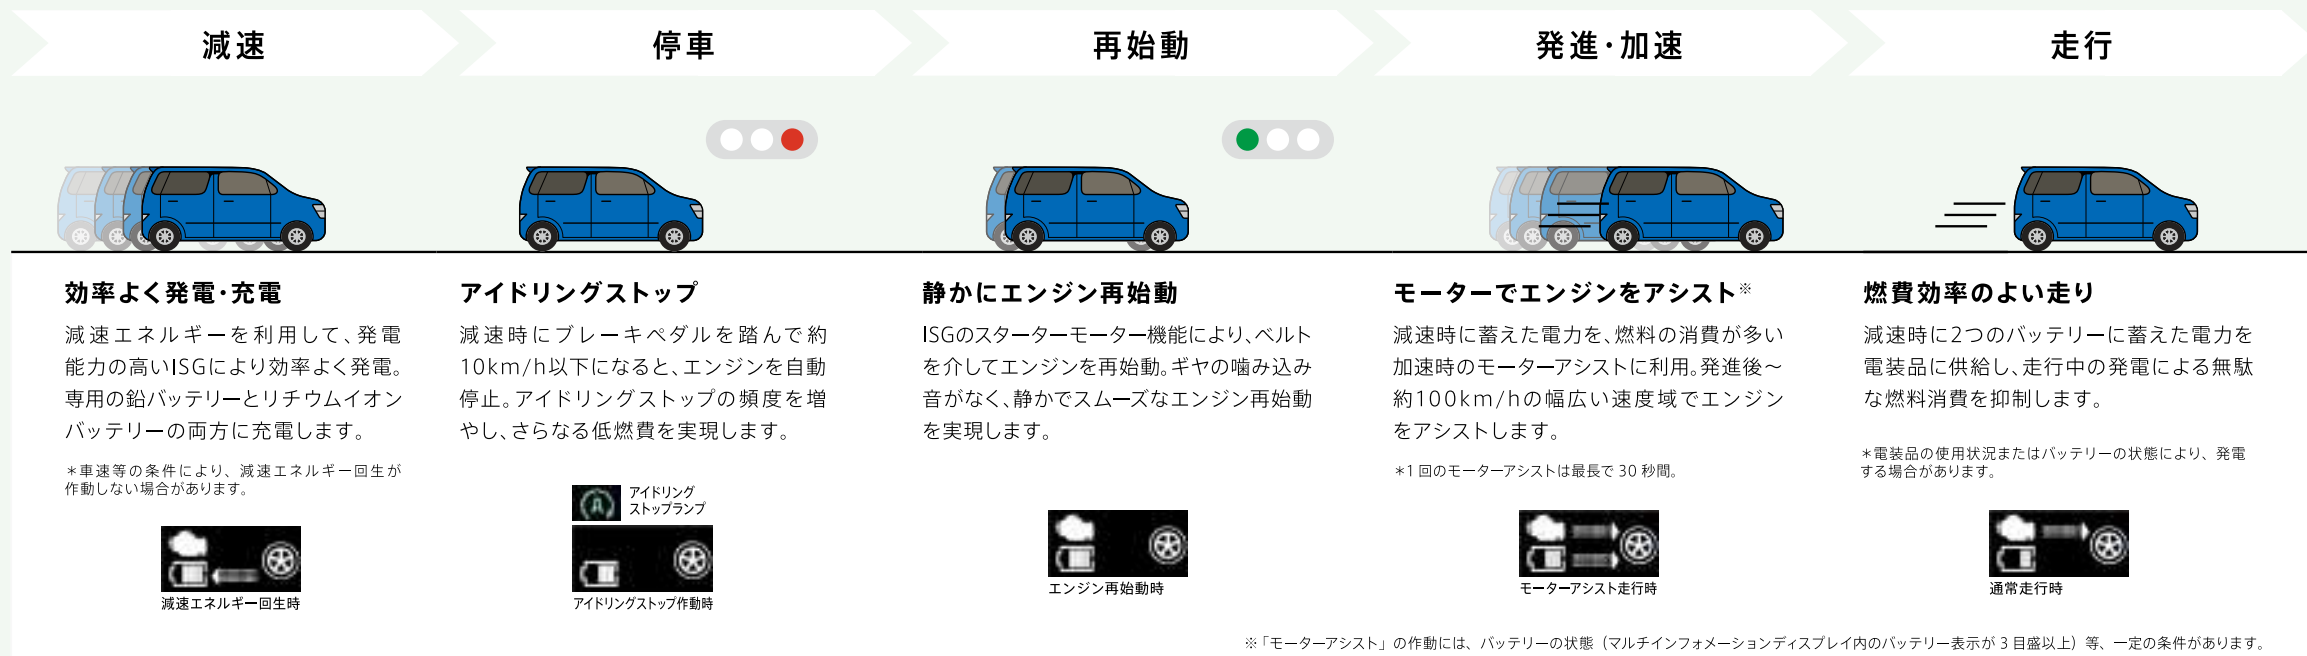 減速
停車
再始動
発進・加速
走行
効率よく発電・充電
減速エネルギーを利用して、発電
能力の高いISGにより効率よく発電。
専用の鉛バッテリーとリチウムイオン
バッテリーの両方に充電します。
＊車速等の条件により、減速エネルギー回生が
作動しない場合があります。
減速エネルギー回生時
アイドリングストップ
減速時にブレーキペダルを踏んで約
10km/h以下になると、エンジンを自動
停止。アイドリングストップの頻度を増
やし、さらなる低燃費を実現します。
アイドリング
ストップランプ
A
アイドリングストップ作動時
静かにエンジン再始動
ISGのスターターモーター機能により、ベルト
を介してエンジンを再始動。ギヤの噛み込み
音がなく、静かでスムーズなエンジン再始動
を実現します。
エンジン再始動時
モーターでエンジンをアシスト※
減速時に蓄えた電力を、燃料の消費が多い
加速時のモーターアシストに利用。発進後〜
約100km/hの幅広い速度域でエンジン
をアシストします。
＊1回のモーターアシストは最長で30秒間。
モーターアシスト走行時
燃費効率のよい走り
減速時に2つのバッテリーに蓄えた電力を
電装品に供給し、走行中の発電による無駄
な燃料消費を抑制します。
＊電装品の使用状況またはバッテリーの状態により、発電
する場合があります。
通常走行時
※「モーターアシスト」の作動には、バッテリーの状態（マルチインフォメーションディスプレイ内のバッテリー表示が3目盛以上）等、一定の条件があります。